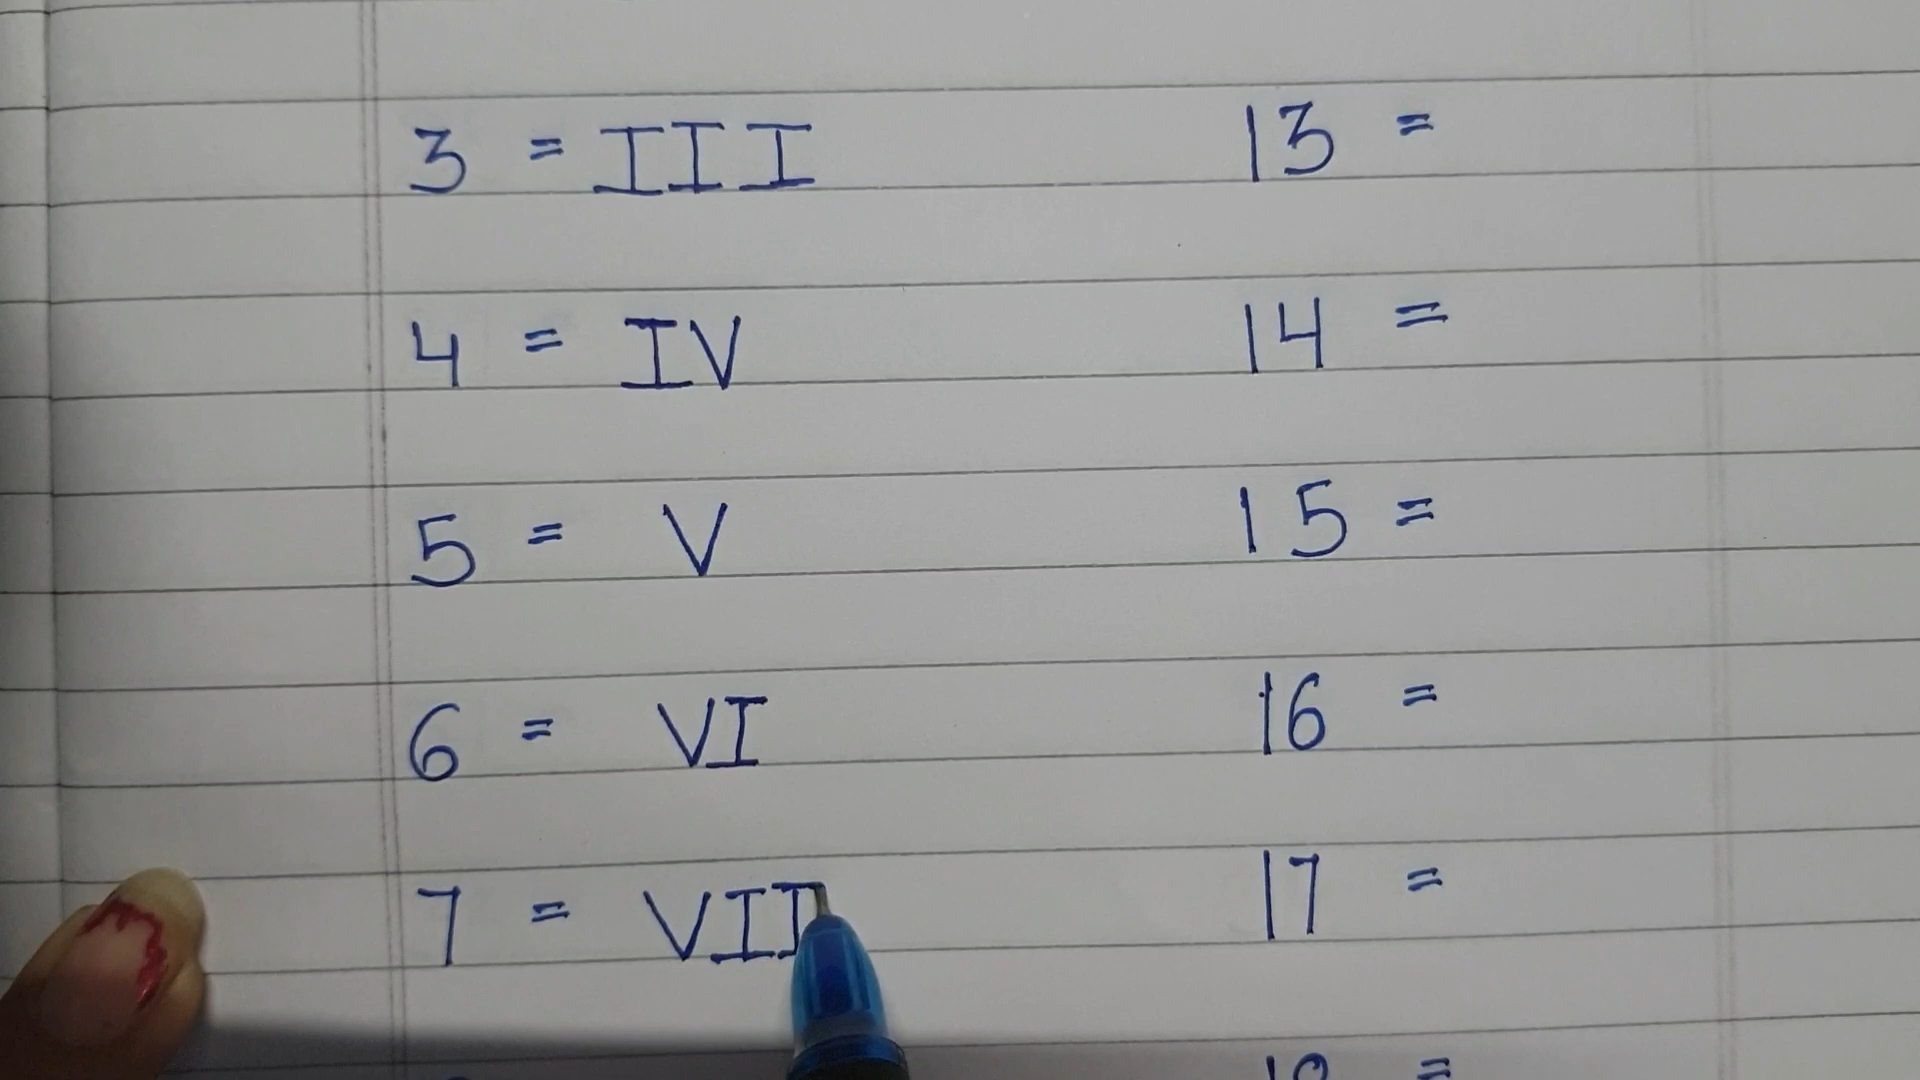 3 = III 13 =
4 = IV 14 =
5 = V 15 =
6 = VI 16 =
7 = VII 17 =
=